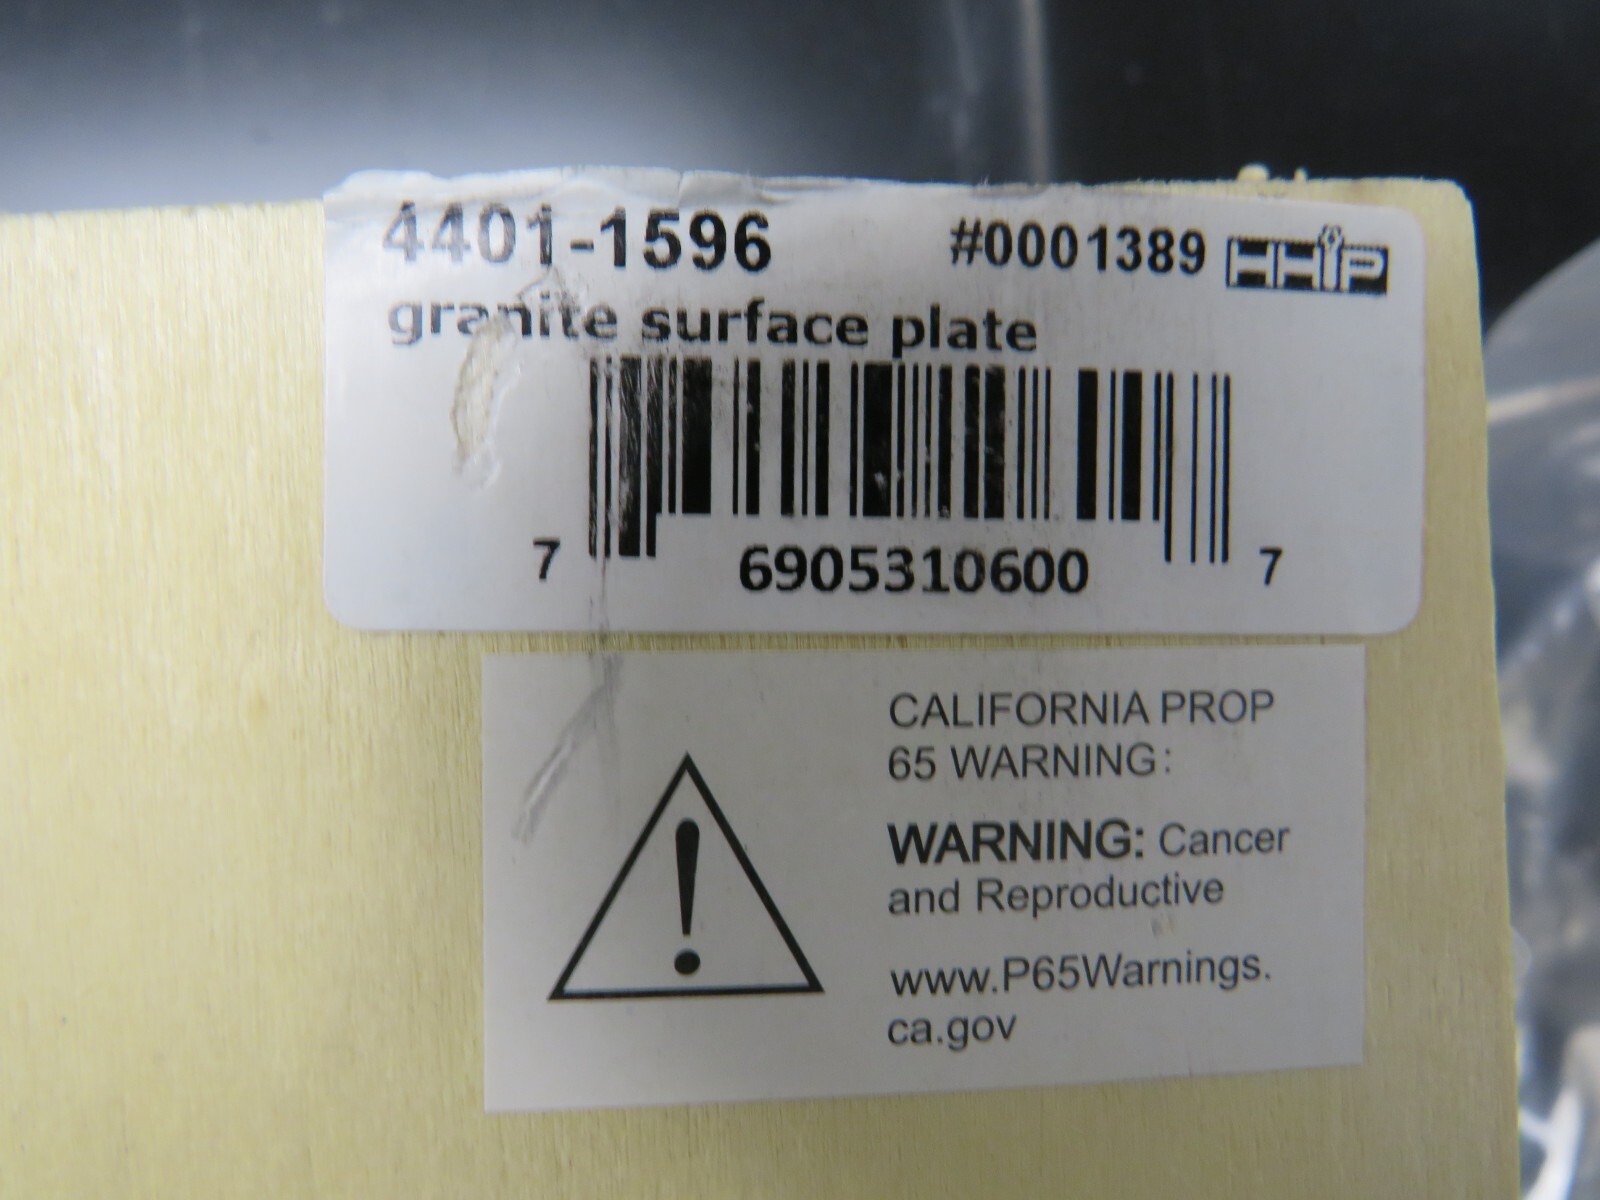 4401-1596 #0001389 HHIP
granite surface plate
7 6905310600 7
CALIFORNIA PROP
65 WARNING:
WARNING: Cancer
and Reproductive
www.P65Warnings.
ca.gov